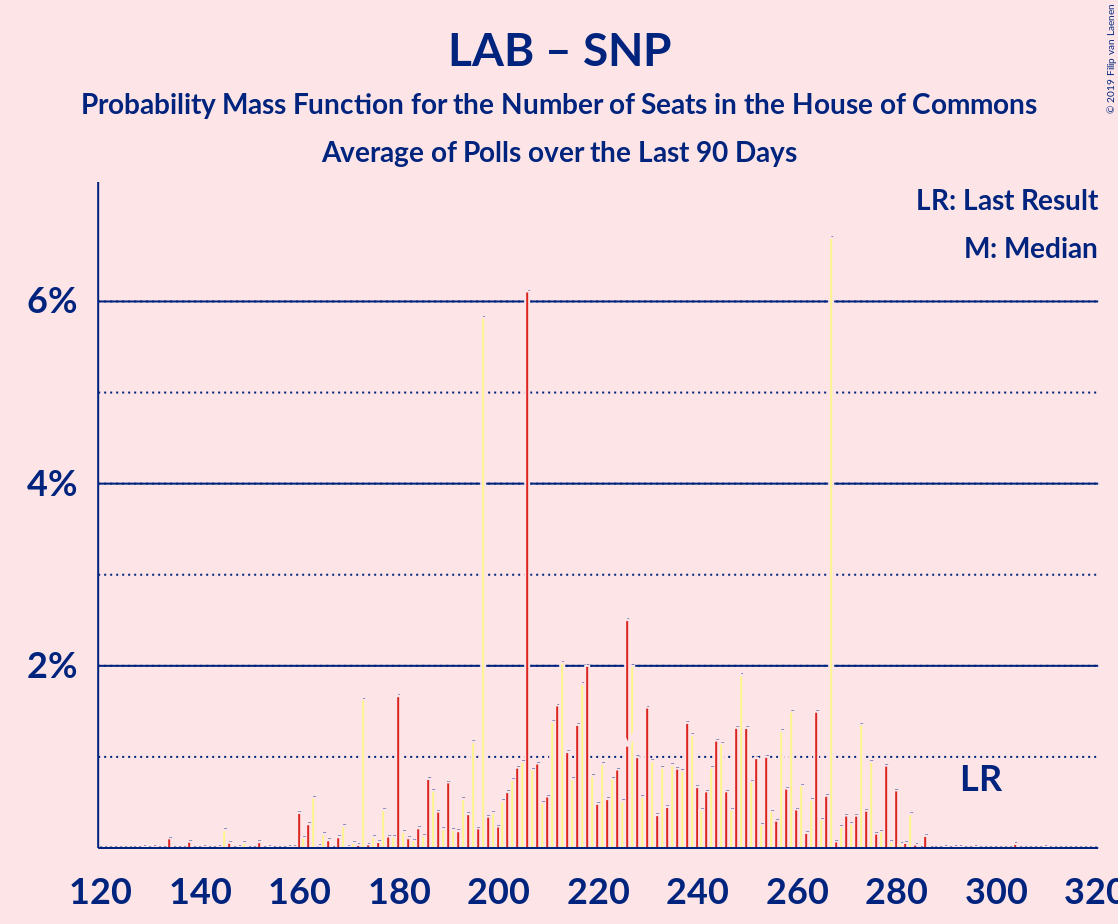 LAB – SNP
Probability Mass Function for the Number of Seats in the House of Commons
Average of Polls over the Last 90 Days
© 2019 Filip van Laenen
LR: Last Result
M: Median
6%
4%
2%
LR
120 140 160 180 200 220 240 260 280 300 320